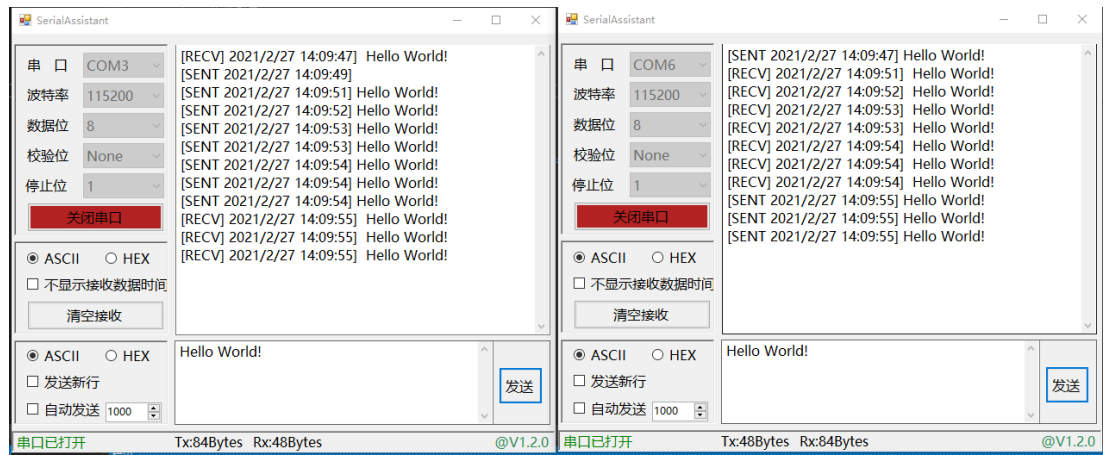 SerialAssistant
串 口 COM3
波特率 115200
数据位 8
校验位 None
停止位 1
关闭串口
ASCII HEX
不显示接收数据时间
清空接收
ASCII HEX
发送新行
自动发送 1000
[RECV] 2021/2/27 14:09:47]  Hello World!
[SENT 2021/2/27 14:09:49]
[SENT 2021/2/27 14:09:51] Hello World!
[SENT 2021/2/27 14:09:52] Hello World!
[SENT 2021/2/27 14:09:53] Hello World!
[SENT 2021/2/27 14:09:53] Hello World!
[SENT 2021/2/27 14:09:54] Hello World!
[SENT 2021/2/27 14:09:54] Hello World!
[SENT 2021/2/27 14:09:54] Hello World!
[RECV] 2021/2/27 14:09:55]  Hello World!
[RECV] 2021/2/27 14:09:55]  Hello World!
[RECV] 2021/2/27 14:09:55]  Hello World!
Hello World!
发送
串口已打开 Tx:84Bytes Rx:48Bytes @V1.2.0
SerialAssistant
串 口 COM6
波特率 115200
数据位 8
校验位 None
停止位 1
关闭串口
ASCII HEX
不显示接收数据时间
清空接收
ASCII HEX
发送新行
自动发送 1000
[SENT 2021/2/27 14:09:47] Hello World!
[RECV] 2021/2/27 14:09:51]  Hello World!
[RECV] 2021/2/27 14:09:52]  Hello World!
[RECV] 2021/2/27 14:09:53]  Hello World!
[RECV] 2021/2/27 14:09:53]  Hello World!
[RECV] 2021/2/27 14:09:54]  Hello World!
[RECV] 2021/2/27 14:09:54]  Hello World!
[RECV] 2021/2/27 14:09:54]  Hello World!
[SENT 2021/2/27 14:09:55] Hello World!
[SENT 2021/2/27 14:09:55] Hello World!
[SENT 2021/2/27 14:09:55] Hello World!
Hello World!
发送
串口已打开 Tx:48Bytes Rx:84Bytes @V1.2.0